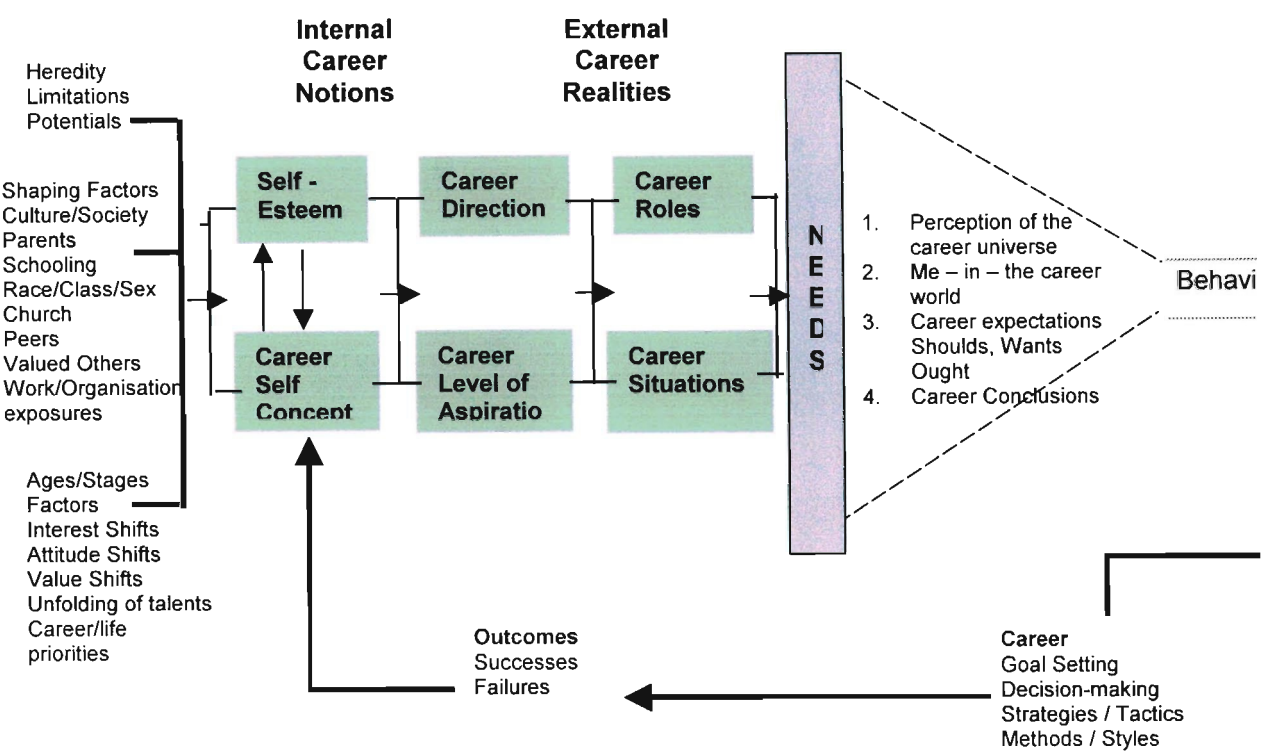 Internal
Career
Notions
External
Career
Realities
Heredity
Limitations
Potentials
Shaping Factors
Culture/Society
Parents
Schooling
Race/Class/Sex
Church
Peers
Valued Others
Work/Organisation
exposures
Ages/Stages
Factors
Interest Shifts
Attitude Shifts
Value Shifts
Unfolding of talents
Career/life
priorities
Self -
Esteem
Career
Self
Concept
Career
Direction
Career
Level of
Aspiratio
Career
Roles
Career
Situations
N
E
E
D
S
1. Perception of the
career universe
2. Me – in – the career
world
3. Career expectations
Shoulds, Wants
Ought
4. Career Conclusions
Behavi
Outcomes
Successes
Failures
Career
Goal Setting
Decision-making
Strategies / Tactics
Methods / Styles